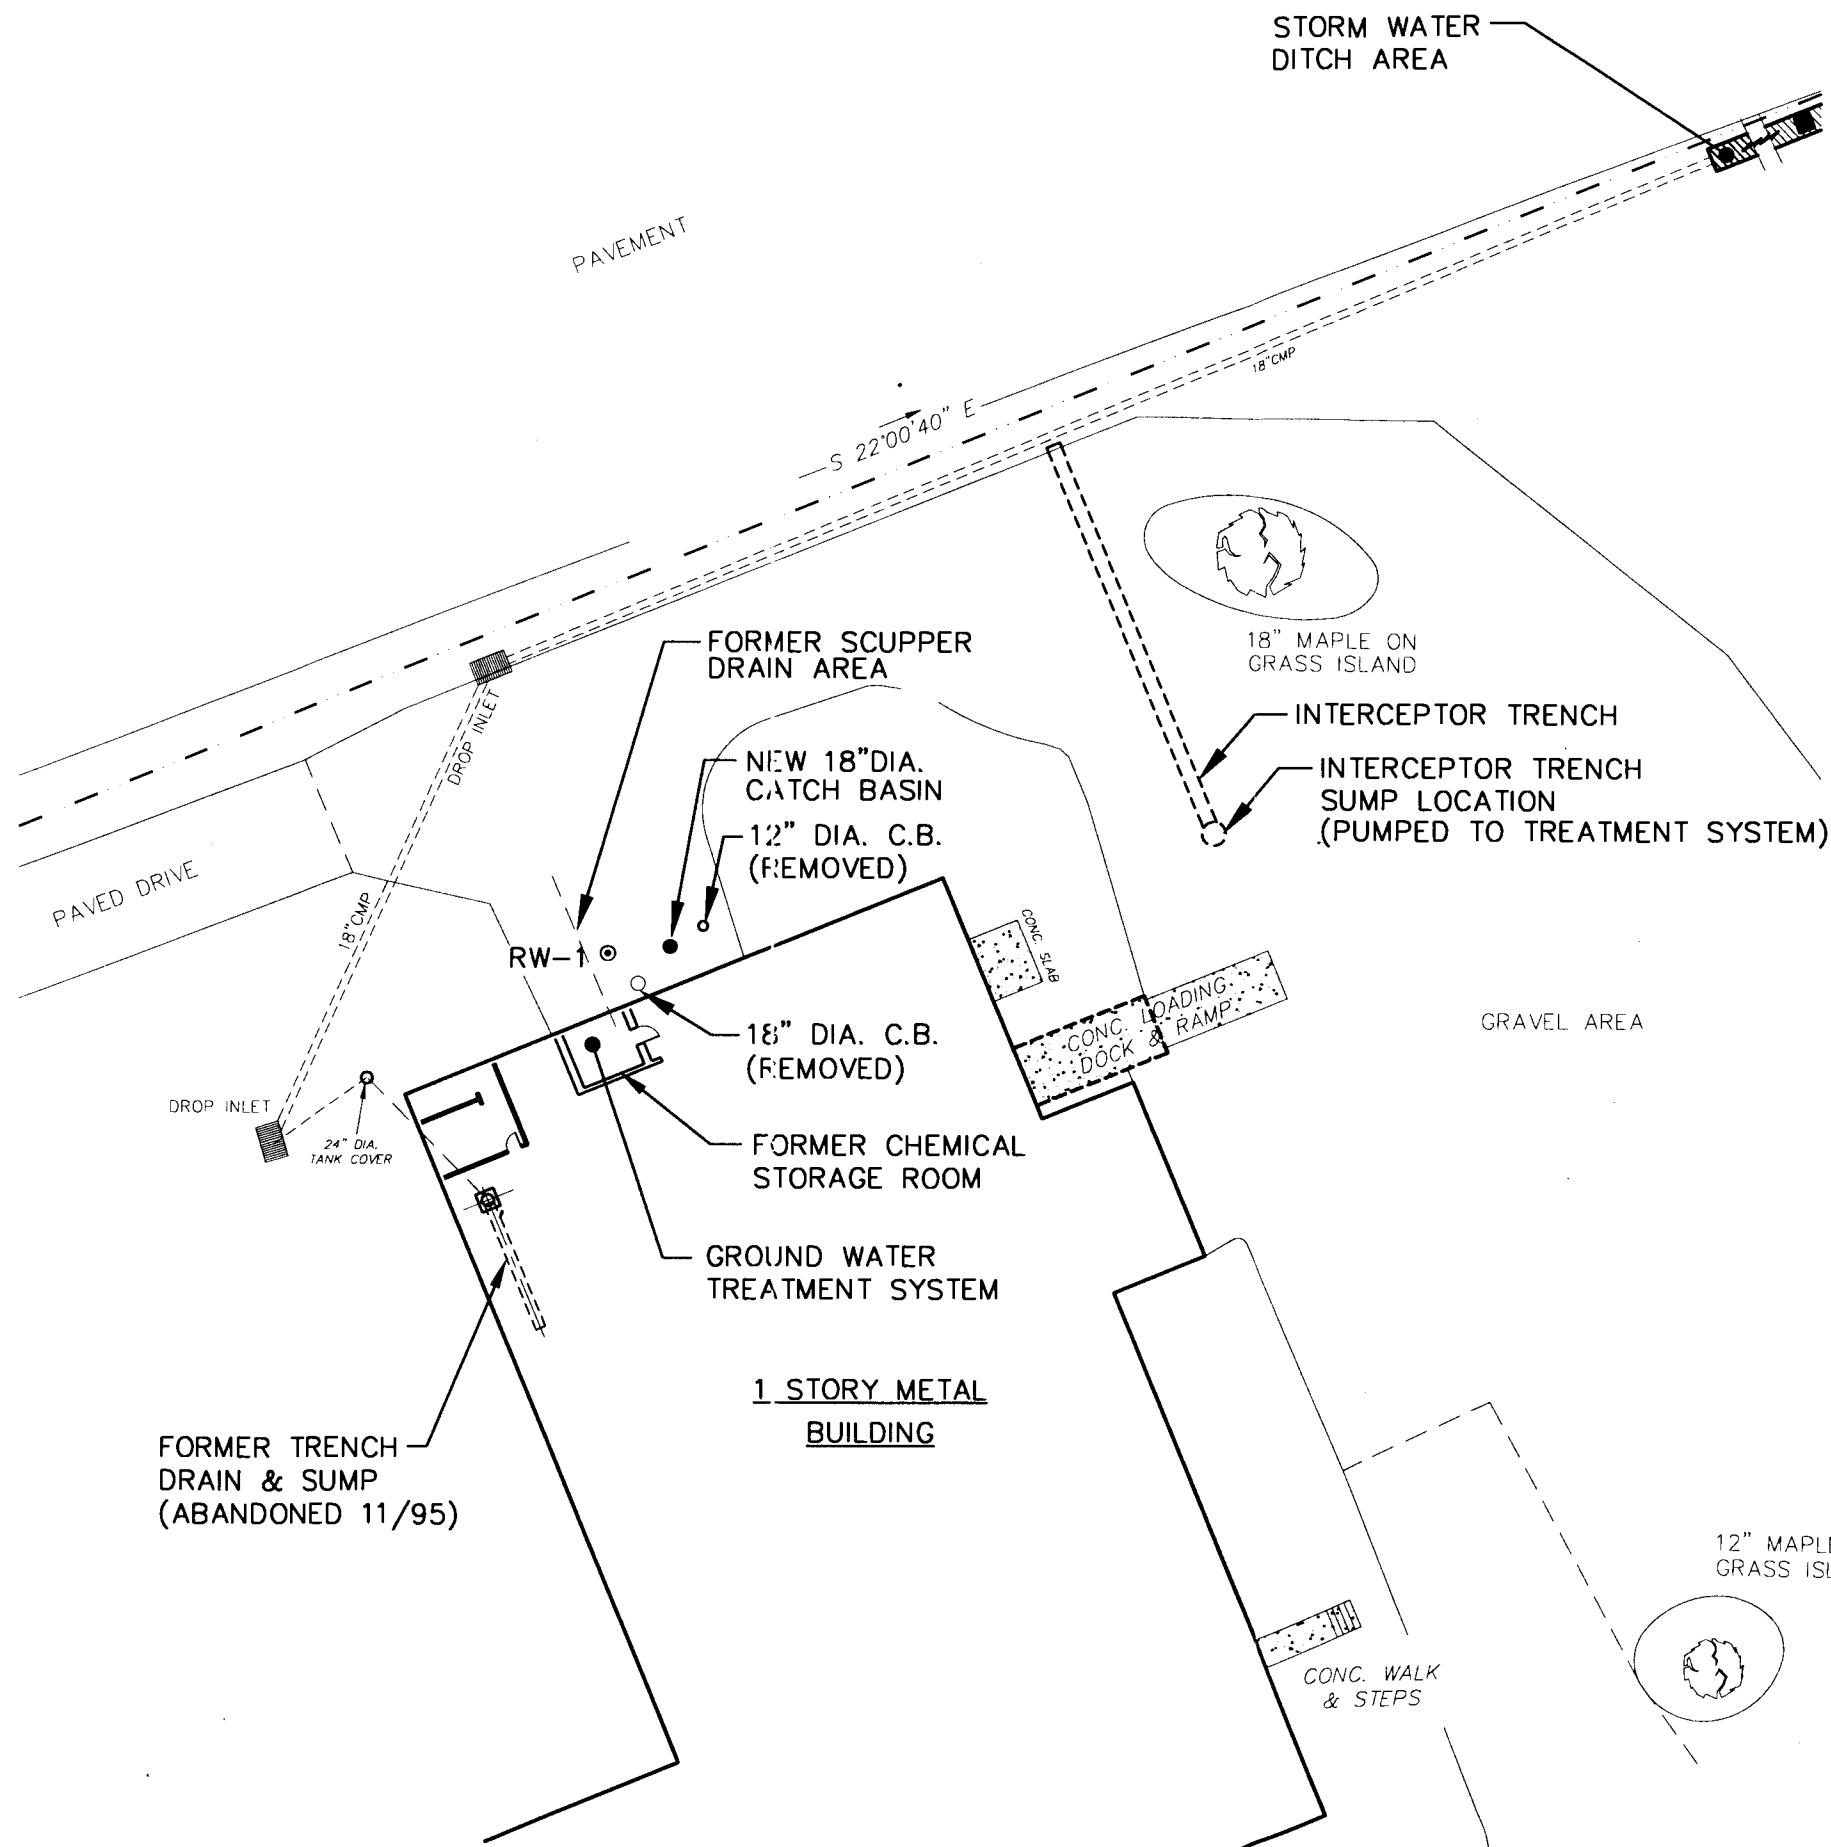 STORM WATER
DITCH AREA
PAVEMENT
18"CMP
S 22°00'40" E
18" MAPLE ON
GRASS ISLAND
FORMER SCUPPER
DRAIN AREA
DROP INLET
INTERCEPTOR TRENCH
NEW 18"DIA.
CATCH BASIN
INTERCEPTOR TRENCH
SUMP LOCATION
(PUMPED TO TREATMENT SYSTEM)
12" DIA. C.B.
(REMOVED)
PAVED DRIVE
18"CMP
RW-1
CONC. SLAB
CONC. LOADING
DOCK & RAMP
GRAVEL AREA
18" DIA. C.B.
(REMOVED)
DROP INLET
24" DIA.
TANK COVER
FORMER CHEMICAL
STORAGE ROOM
GROUND WATER
TREATMENT SYSTEM
1 STORY METAL
BUILDING
FORMER TRENCH
DRAIN & SUMP
(ABANDONED 11/95)
12" MAPLE
GRASS ISL
CONC. WALK
& STEPS